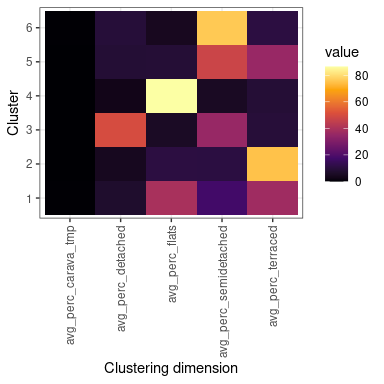 Cluster
6
5
4
3
2
1
avg_perc_carava_tmp
avg_perc_detached
avg_perc_flats
avg_perc_semidetached
avg_perc_terraced
Clustering dimension
value
80
60
40
20
0